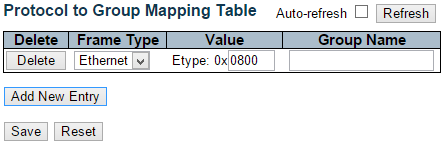 Protocol to Group Mapping Table Auto-refresh Refresh
Delete Frame Type Value Group Name
Delete Ethernet Etype: 0x 0800
Add New Entry
Save Reset